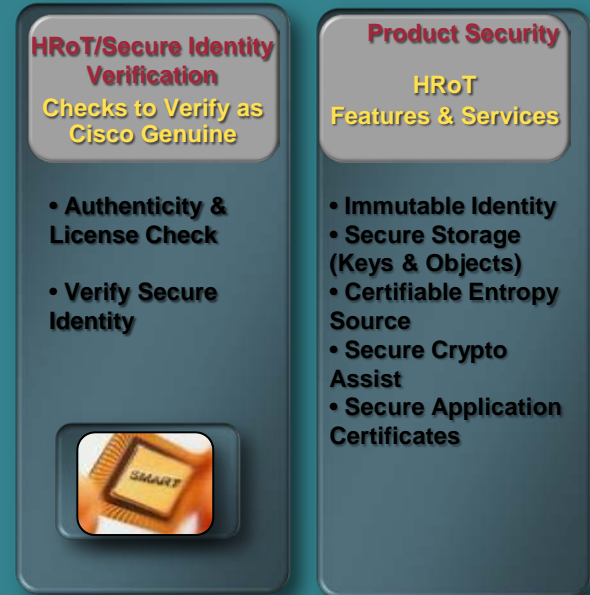 HRoT/Secure Identity
Verification
Checks to Verify as
Cisco Genuine
• Authenticity &
License Check
• Verify Secure
Identity
SMART
Product Security
HRoT
Features & Services
• Immutable Identity
• Secure Storage
(Keys & Objects)
• Certifiable Entropy
Source
• Secure Crypto
Assist
• Secure Application
Certificates